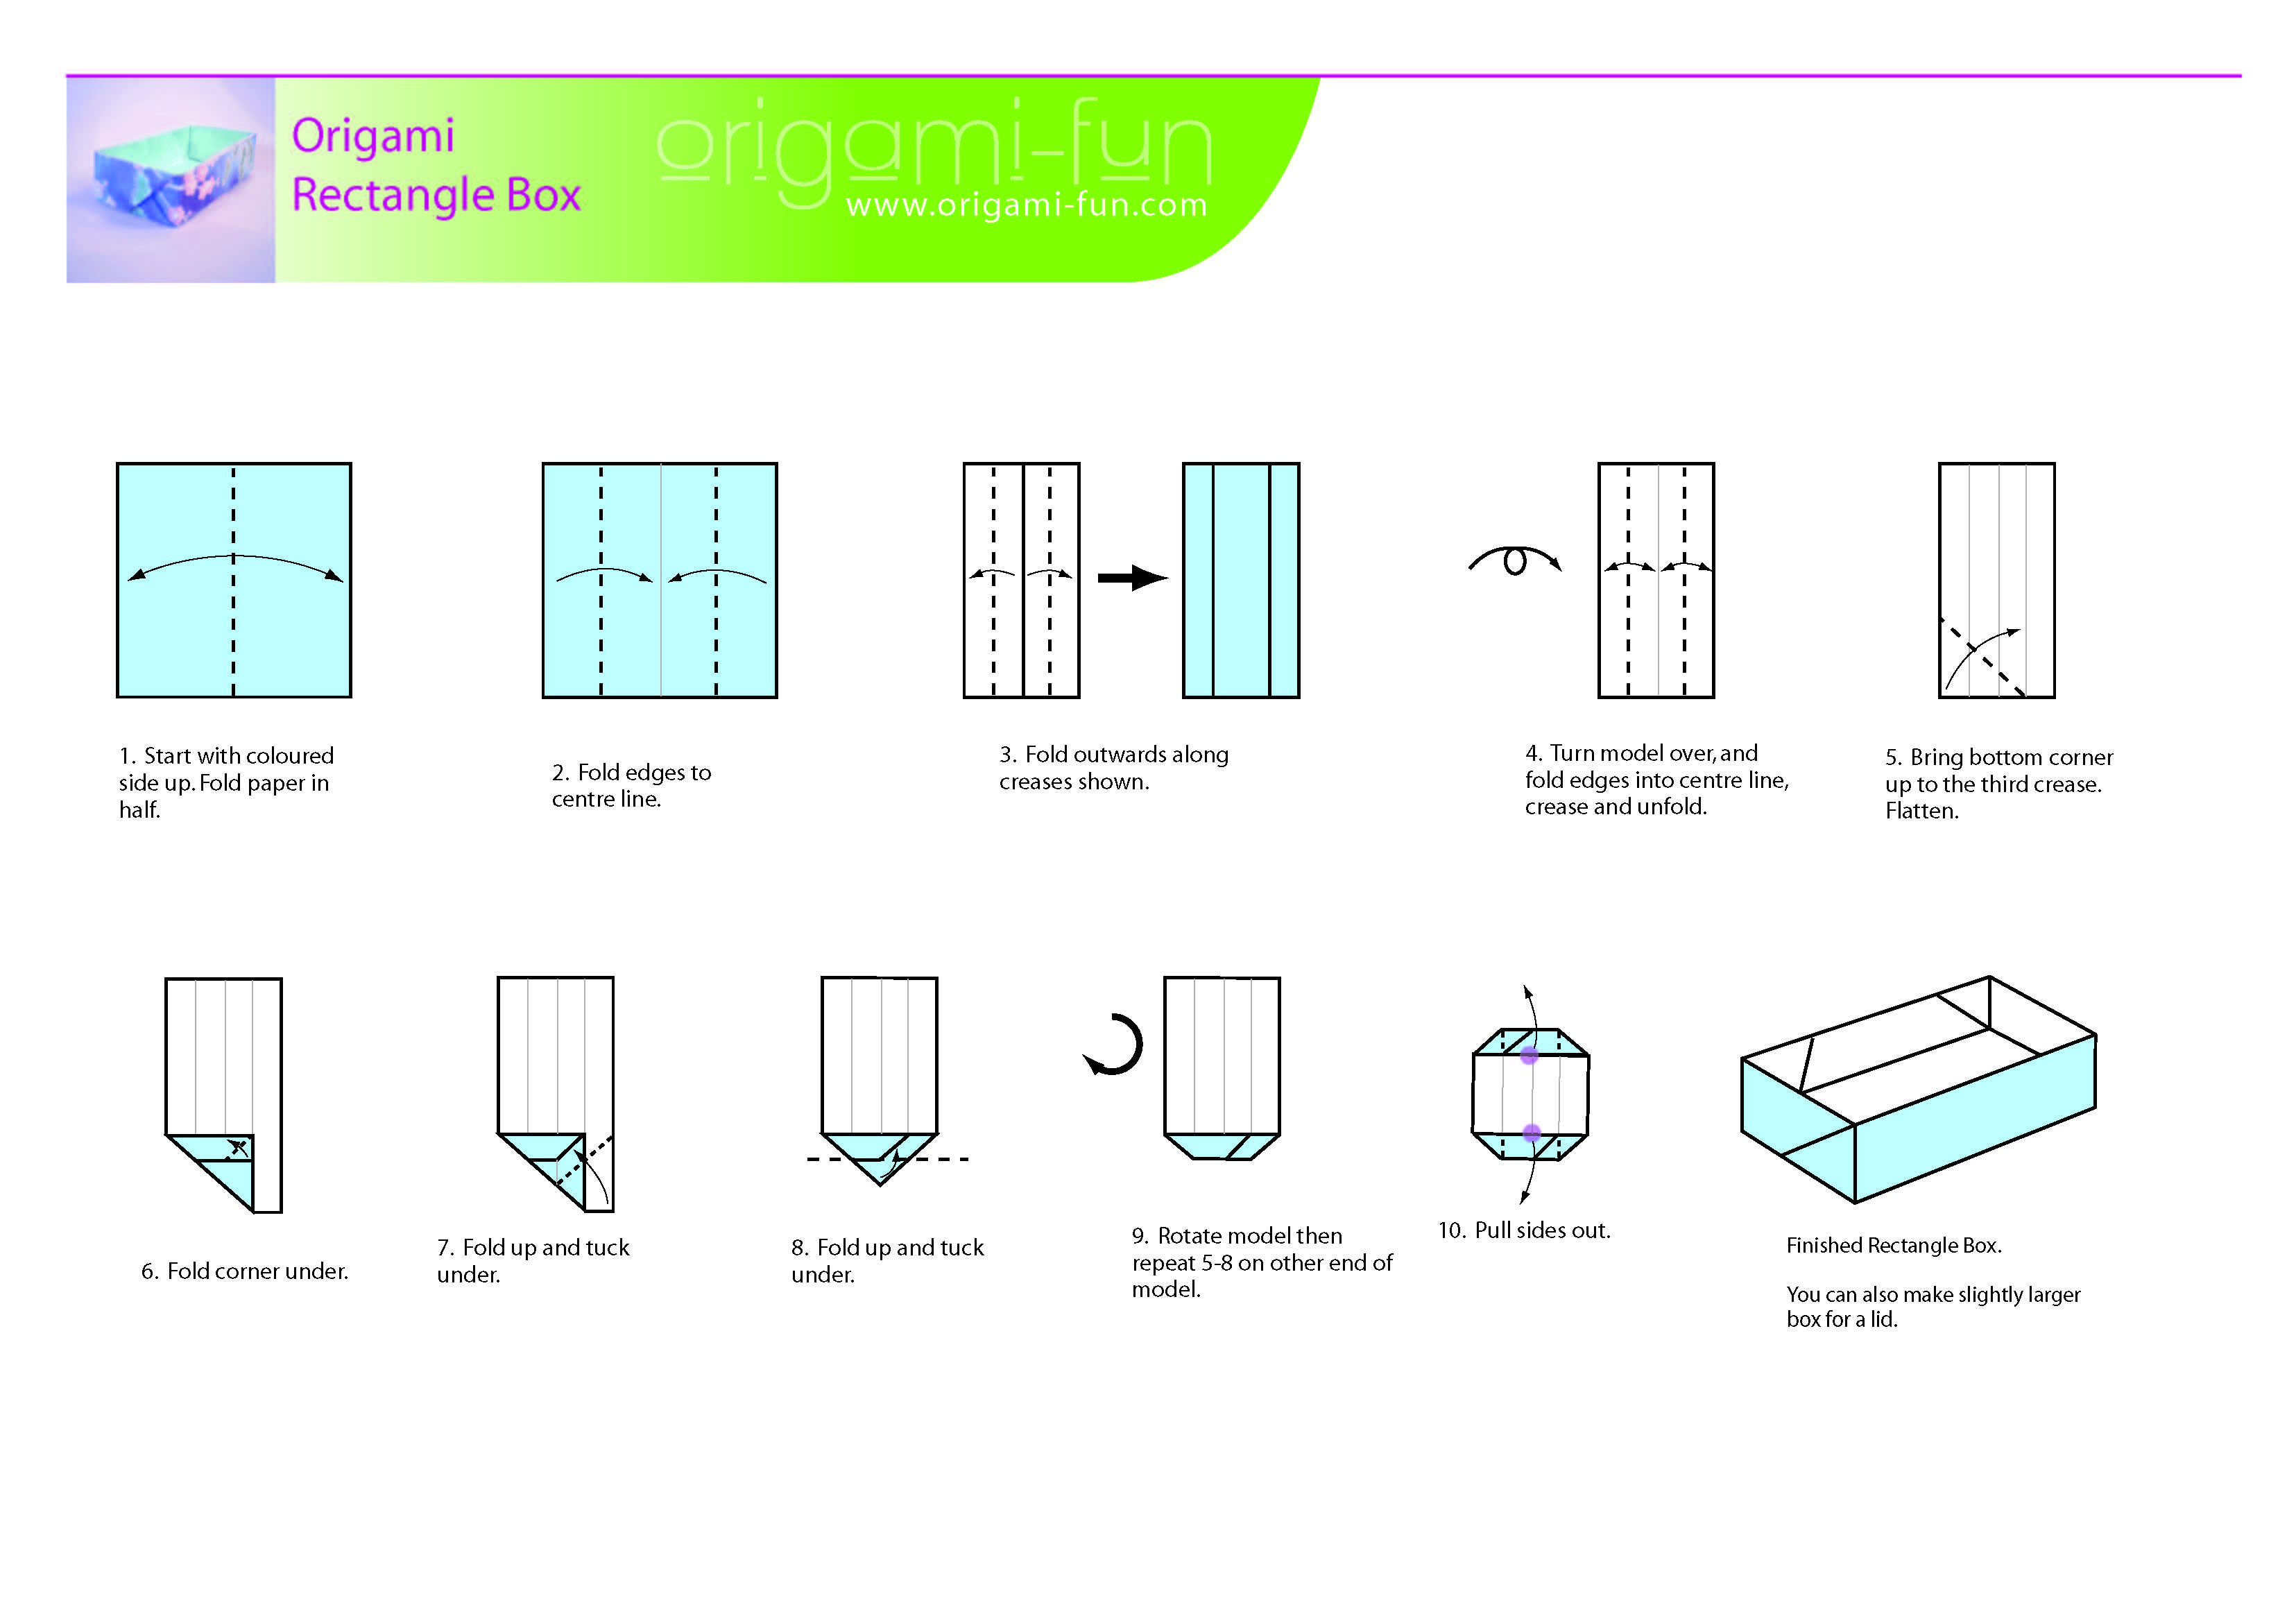 Origami
Rectangle Box
origami-fun
www.origami-fun.com
1. Start with coloured
side up. Fold paper in
half.
2. Fold edges to
centre line.
3. Fold outwards along
creases shown.
4. Turn model over, and
fold edges into centre line,
crease and unfold.
5. Bring bottom corner
up to the third crease.
Flatten.
6. Fold corner under.
7. Fold up and tuck
under.
8. Fold up and tuck
under.
9. Rotate model then
repeat 5-8 on other end of
model.
10. Pull sides out.
Finished Rectangle Box.
You can also make slightly larger
box for a lid.